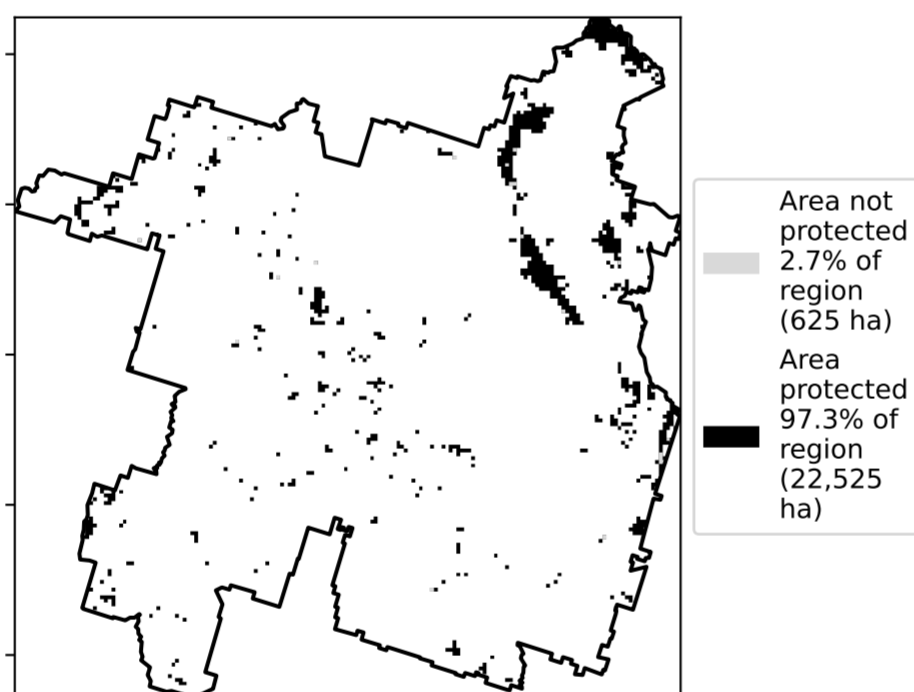 Area not
protected
2.7% of
region
(625 ha)
Area
protected
97.3% of
region
(22,525
ha)